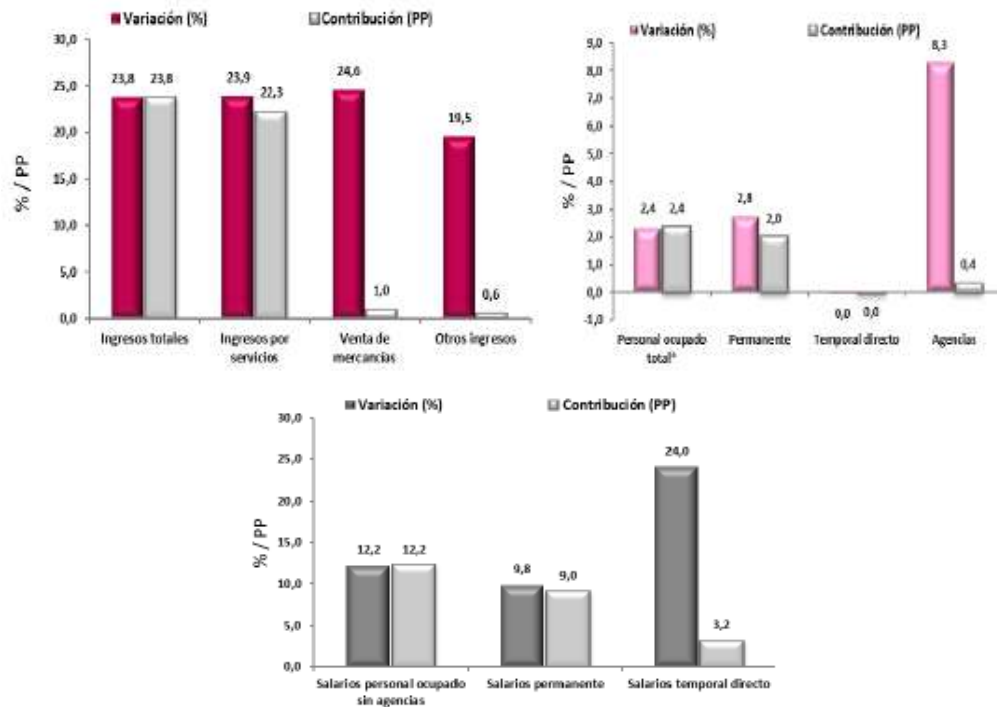 Variación (%) Contribución (PP)
30,0
25,0
20,0
15,0
10,0
5,0
0,0
% / PP
23,8 23,8
23,9 22,3
24,6 1,0
19,5 0,6
Ingresos totales
Ingresos por
servicios
Venta de
mercancías
Otros ingresos
Variación (%) Contribución (PP)
9,0
8,0
7,0
6,0
5,0
4,0
3,0
2,0
1,0
0,0
-1,0
% / PP
2,4 2,4
2,8 2,0
0,0 0,0
8,3 0,4
Personal ocupado
totalª
Permanente
Temporal directo
Agencias
Variación (%) Contribución (PP)
30,0
25,0
20,0
15,0
10,0
5,0
0,0
% / PP
12,2 12,2
9,8 9,0
24,0 3,2
Salarios personal ocupado
sin agencias
Salarios permanente
Salarios temporal directo